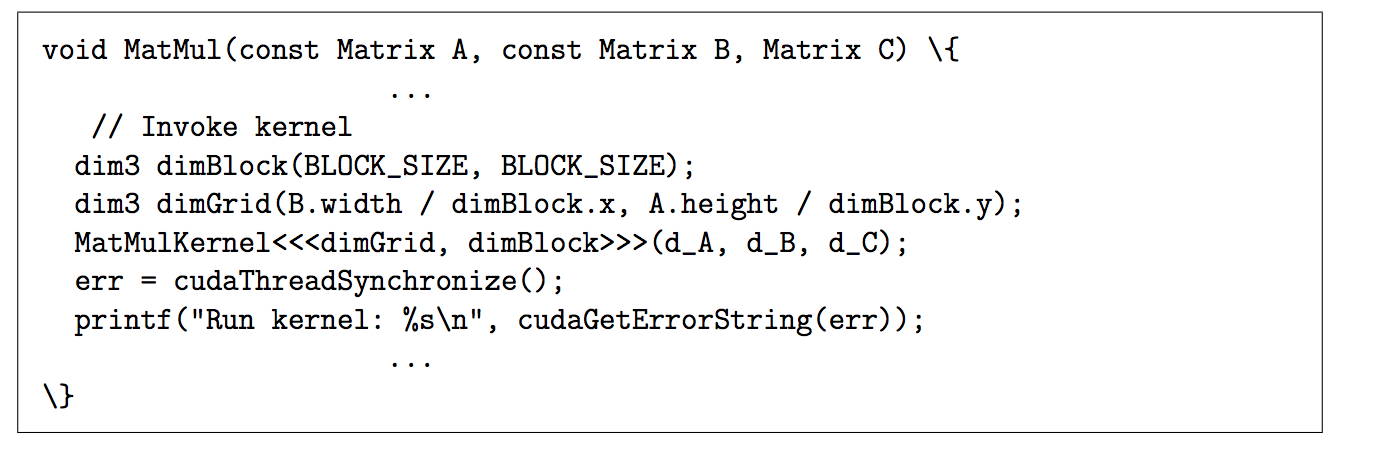 void MatMul(const Matrix A, const Matrix B, Matrix C) \{
...
// Invoke kernel
dim3 dimBlock(BLOCK_SIZE, BLOCK_SIZE);
dim3 dimGrid(B.width / dimBlock.x, A.height / dimBlock.y);
MatMulKernel<<<dimGrid, dimBlock>>>(d_A, d_B, d_C);
err = cudaThreadSynchronize();
printf("Run kernel: %s\n", cudaGetErrorString(err));
...
\}